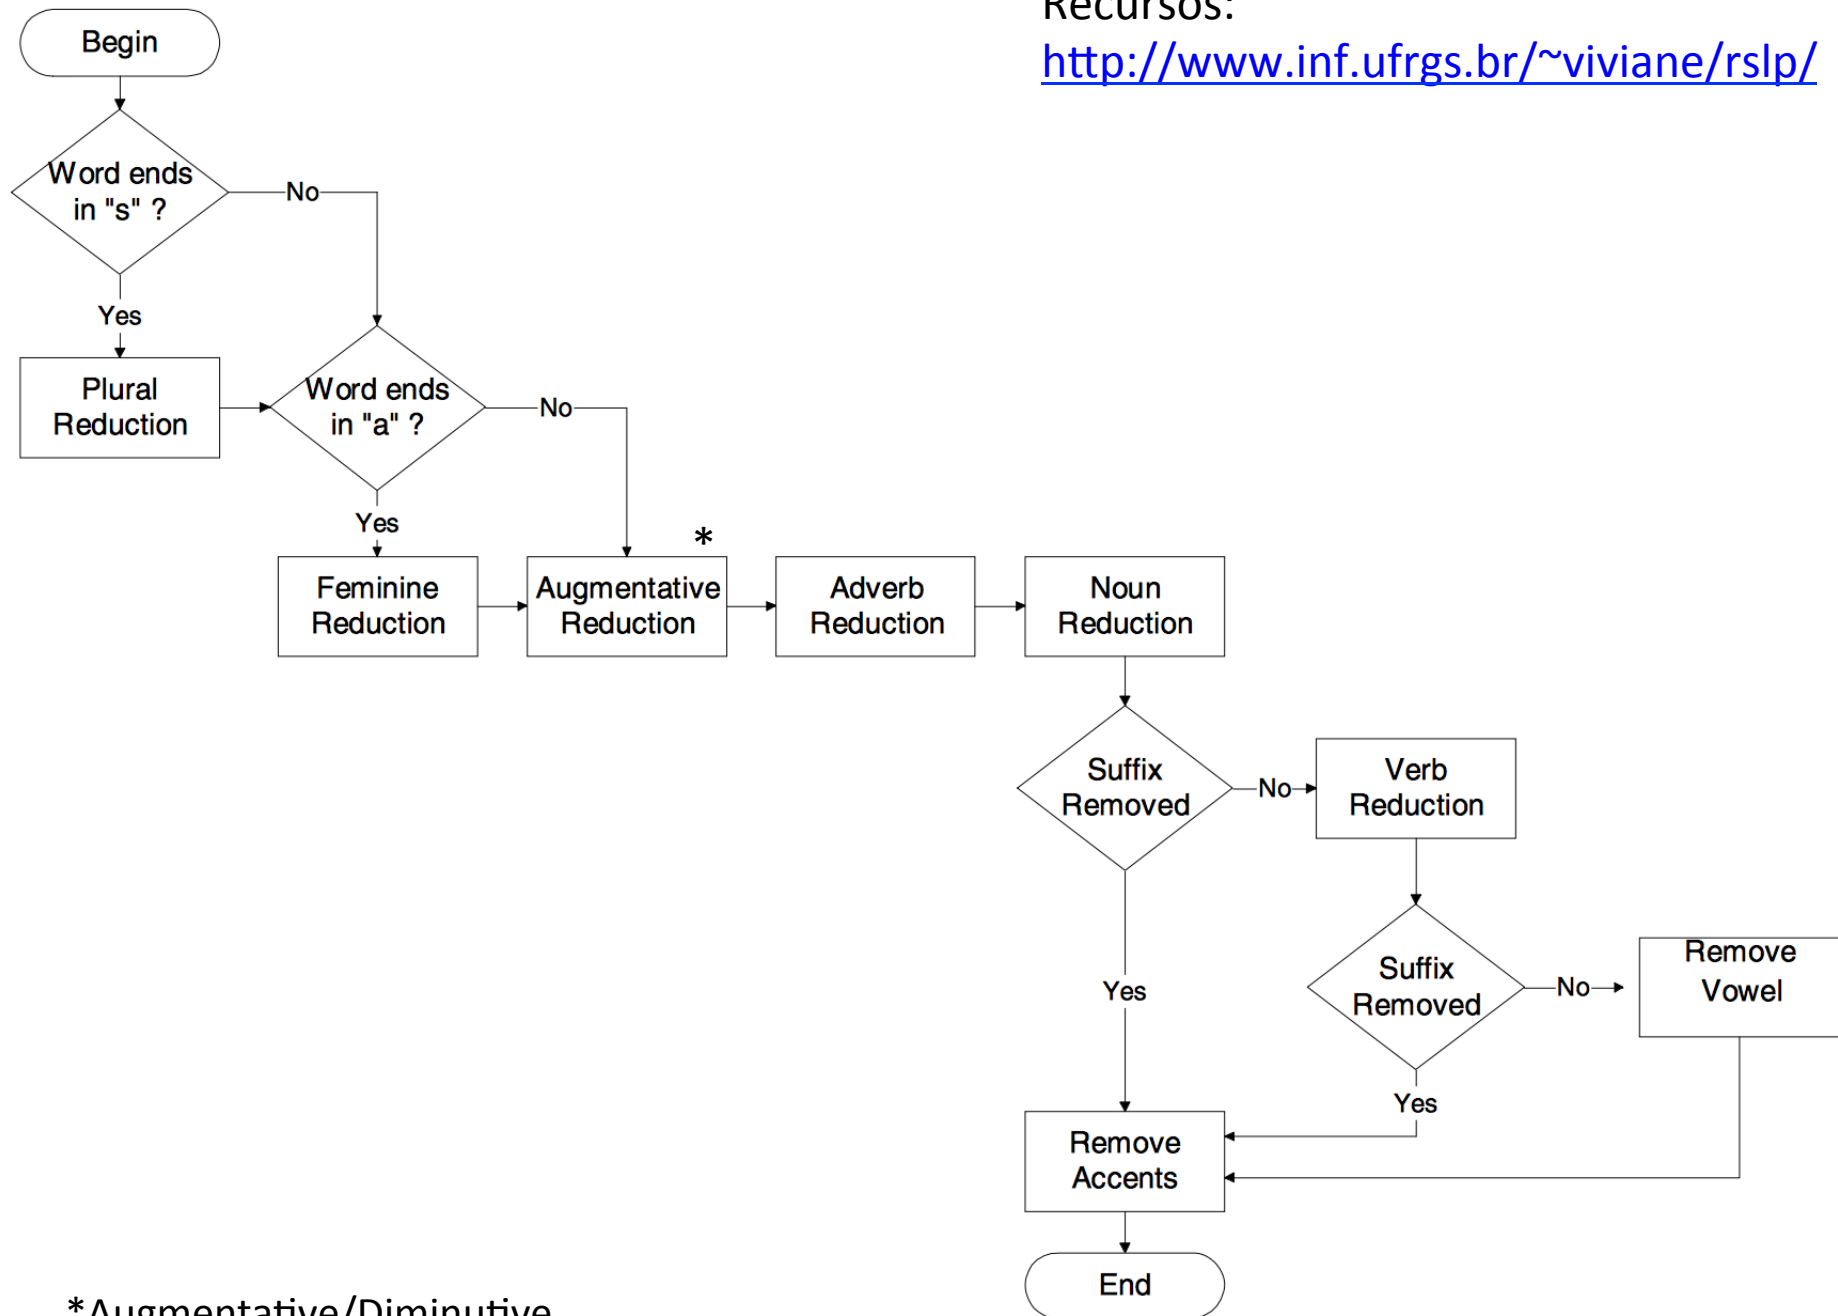 Recursos:
http://www.inf.ufrgs.br/~viviane/rslp/
Begin
Word ends
in "s" ?
No
Yes
Plural
Reduction
Word ends
in "a" ?
No
Yes
Feminine
Reduction
*
Augmentative
Reduction
Adverb
Reduction
Noun
Reduction
Suffix
Removed
No
Verb
Reduction
Yes
Suffix
Removed
No
Remove
Vowel
Yes
Remove
Accents
End
*Augmentative/Diminutive